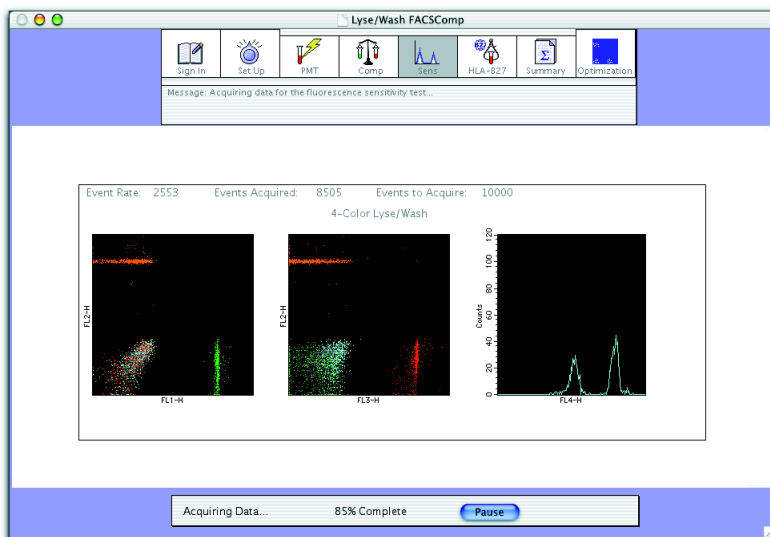 Lyse/Wash FACSComp
Sign In Set Up PMT Comp Sens HLA-B27 Summary Optimization
B27
Σ
Message: Acquiring data for the fluorescence sensitivity test...
Event Rate: 2553 Events Acquired: 8505 Events to Acquire: 10000
4-Color Lyse/Wash
FL2-H
FL1-H
FL2-H
FL3-H
Counts
0 20 40 60 80 100 120
FL4-H
Acquiring Data... 85% Complete Pause